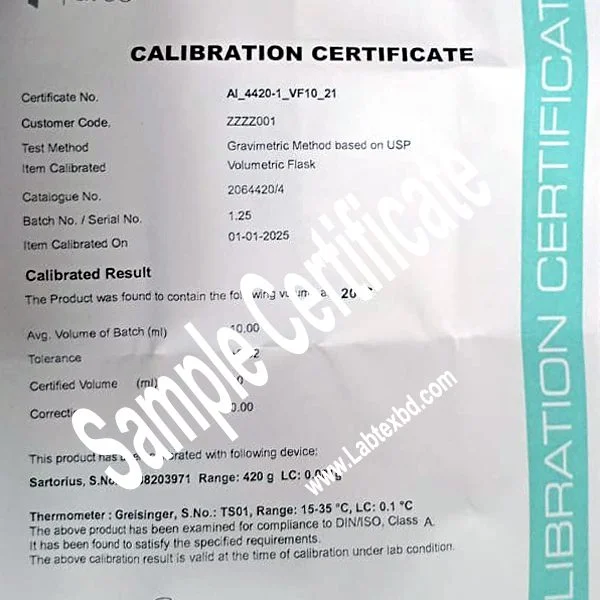 CALIBRATION CERTIFICATE
Certificate No. AI_4420-1_VF10_21
Customer Code. ZZZZ001
Test Method Gravimetric Method based on USP
Item Calibrated Volumetric Flask
Catalogue No. 2064420/4
Batch No. / Serial No. 1.25
Item Calibrated On 01-01-2025
Calibrated Result
The Product was found to contain the following volume
Avg. Volume of Batch (ml) 10.00
Tolerance
Certified Volume (ml)
0.00
This product has with following device:
Sartorius, S.No. Range: 420 g LC:
Thermometer : Greisinger, S.No.: TS01, Range: 15-35 °C, LC: 0.1 °C
The above product has been examined for compliance to DIN/ISO, Class A.
It has been found to satisfy the specified requirements.
The above calibration result is valid at the time of calibration under lab condition.
Sample Certificate
www.Labtexbd.com
LIBRATION CERTIFICAT